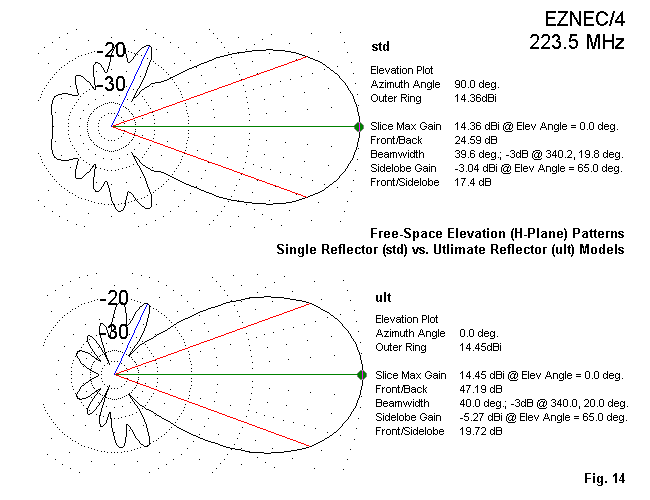 EZNEC/4
223.5 MHz
-20
-30
std
Elevation Plot
Azimuth Angle 90.0 deg.
Outer Ring 14.36dBi
Slice Max Gain 14.36 dBi @ Elev Angle = 0.0 deg.
Front/Back 24.59 dB
Beamwidth 39.6 deg.; -3dB @ 340.2, 19.8 deg.
Sidelobe Gain -3.04 dBi @ Elev Angle = 65.0 deg.
Front/Sidelobe 17.4 dB
Free-Space Elevation (H-Plane) Patterns
Single Reflector (std) vs. Utlimate Reflector (ult) Models
-20
-30
ult
Elevation Plot
Azimuth Angle 0.0 deg.
Outer Ring 14.45dBi
Slice Max Gain 14.45 dBi @ Elev Angle = 0.0 deg.
Front/Back 47.19 dB
Beamwidth 40.0 deg.; -3dB @ 340.0, 20.0 deg.
Sidelobe Gain -5.27 dBi @ Elev Angle = 65.0 deg.
Front/Sidelobe 19.72 dB
Fig. 14